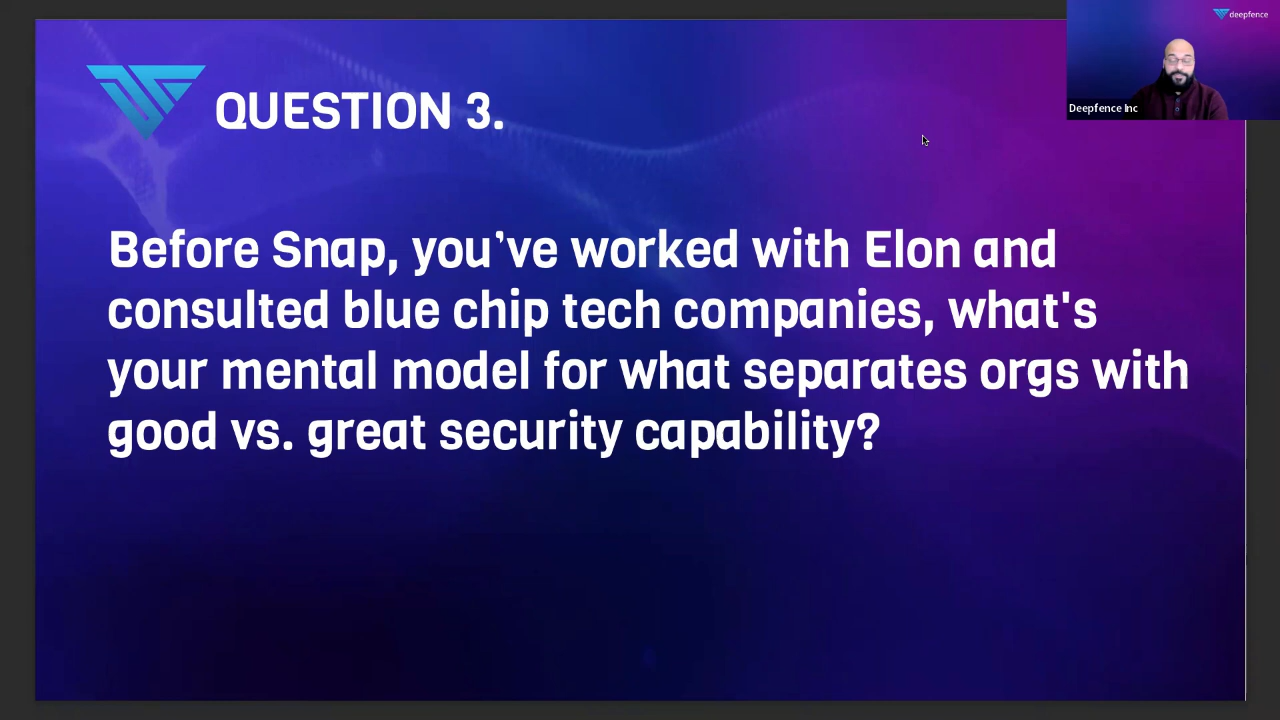 deepfence
Deepfence Inc
QUESTION 3.
Before Snap, you’ve worked with Elon and
consulted blue chip tech companies, what's
your mental model for what separates orgs with
good vs. great security capability?